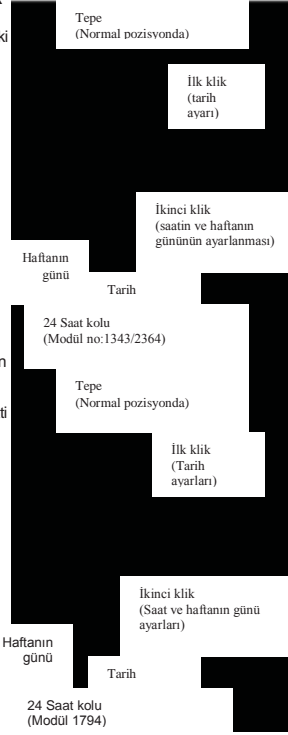 ki
Tepe
(Normal pozisyonda)
İlk klik
(tarih
ayarı)
İkinci klik
(saatin ve haftanın
gününün ayarlanması)
Haftanın
günü
Tarih
24 Saat kolu
(Modül no:1343/2364)
Tepe
(Normal pozisyonda)
ti
İlk klik
(Tarih
ayarları)
İkinci klik
(Saat ve haftanın günü
ayarları)
Haftanın
günü
Tarih
24 Saat kolu
(Modül 1794)